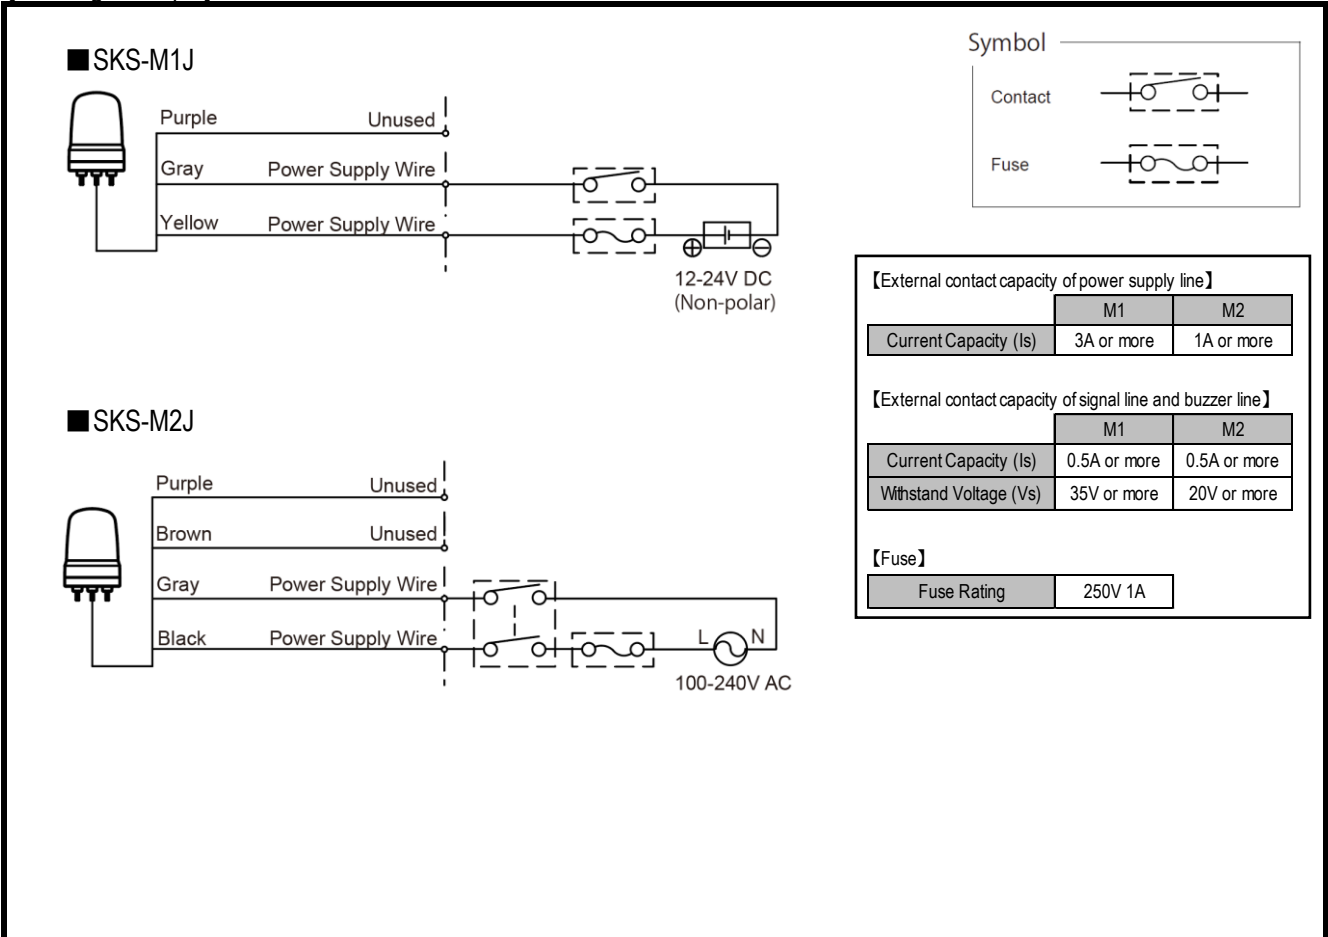 ■SKS-M1J
Purple Unused
Gray Power Supply Wire
Yellow Power Supply Wire
12-24V DC
(Non-polar)
Symbol
Contact
Fuse
【External contact capacity of power supply line】
M1 M2
Current Capacity (Is) 3A or more 1A or more
【External contact capacity of signal line and buzzer line】
M1 M2
Current Capacity (Is) 0.5A or more 0.5A or more
Withstand Voltage (Vs) 35V or more 20V or more
【Fuse】
Fuse Rating 250V 1A
■SKS-M2J
Purple Unused
Brown Unused
Gray Power Supply Wire
Black Power Supply Wire
L N
100-240V AC